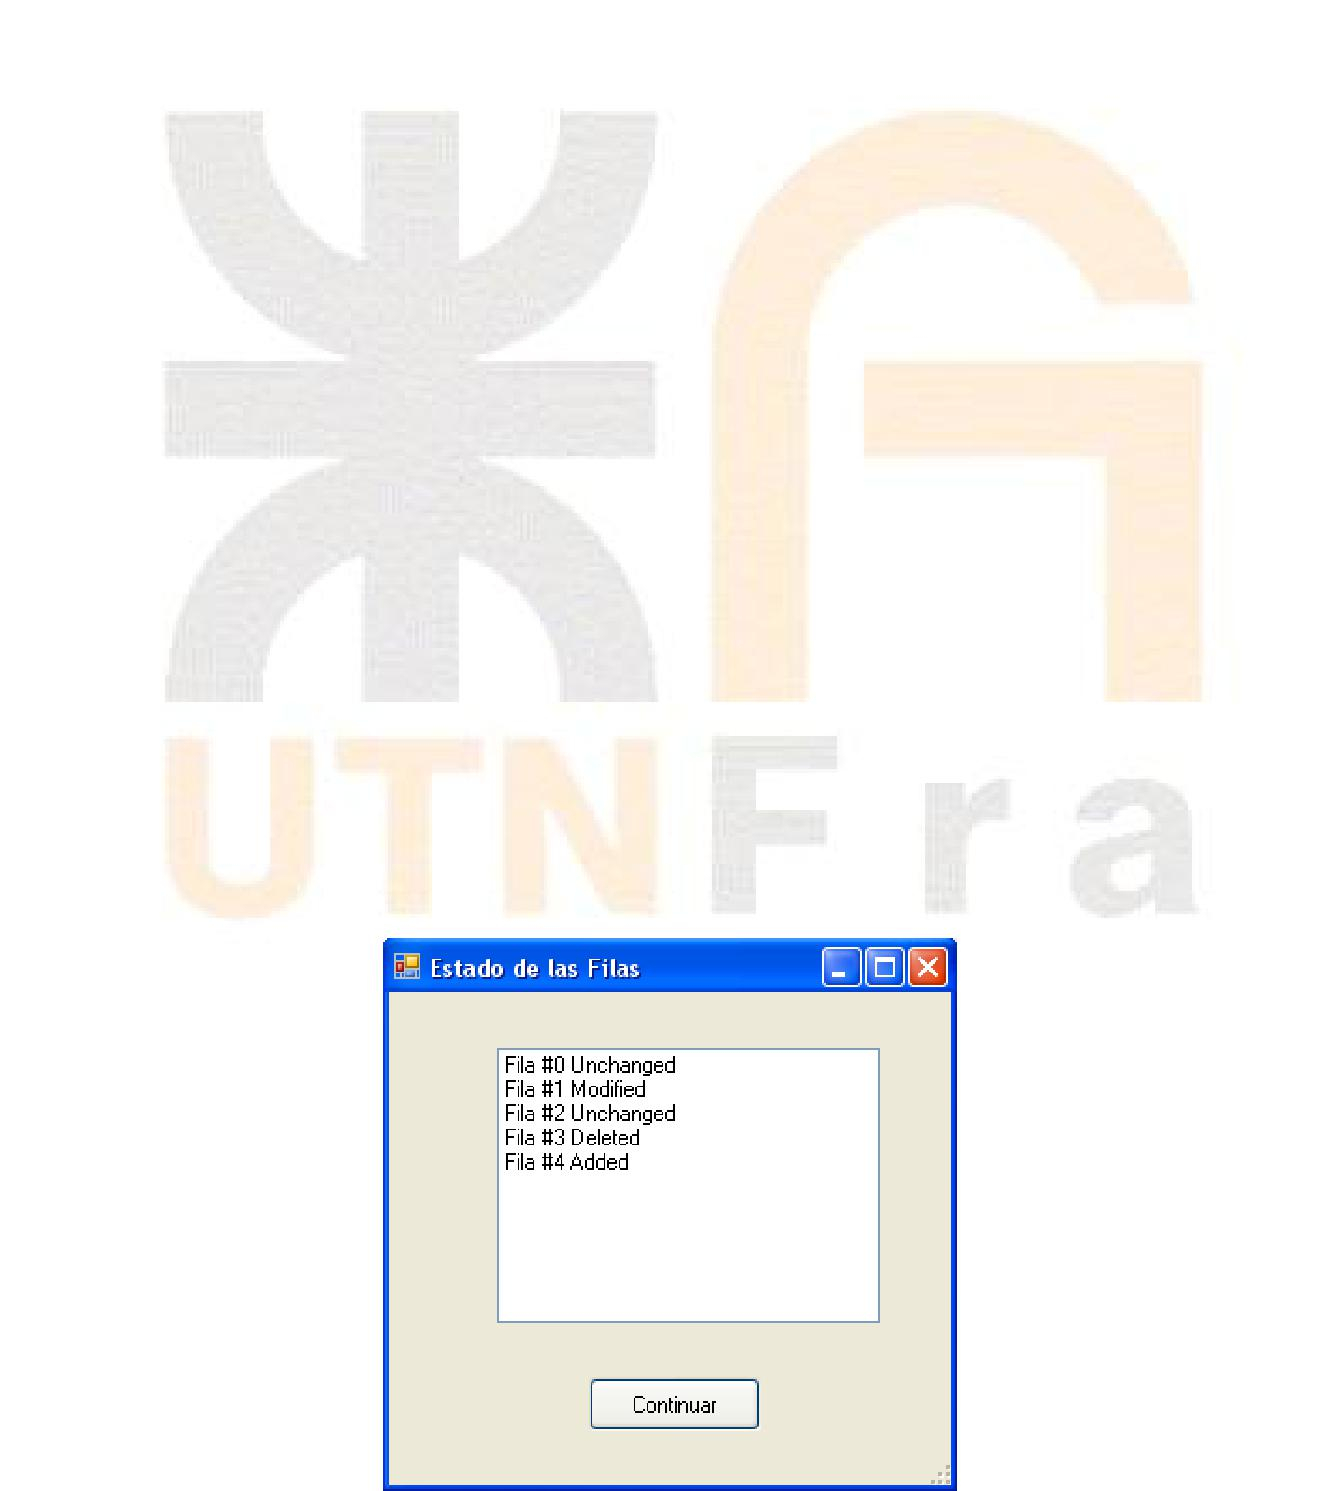 UTNFra
Estado de las Filas
Fila #0 Unchanged
Fila #1 Modified
Fila #2 Unchanged
Fila #3 Deleted
Fila #4 Added
Continuar